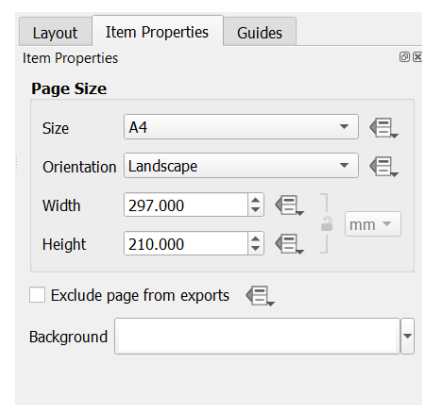 Layout Item Properties Guides
Item Properties
Page Size
Size A4
Orientation Landscape
Width 297.000
mm
Height 210.000
Exclude page from exports
Background